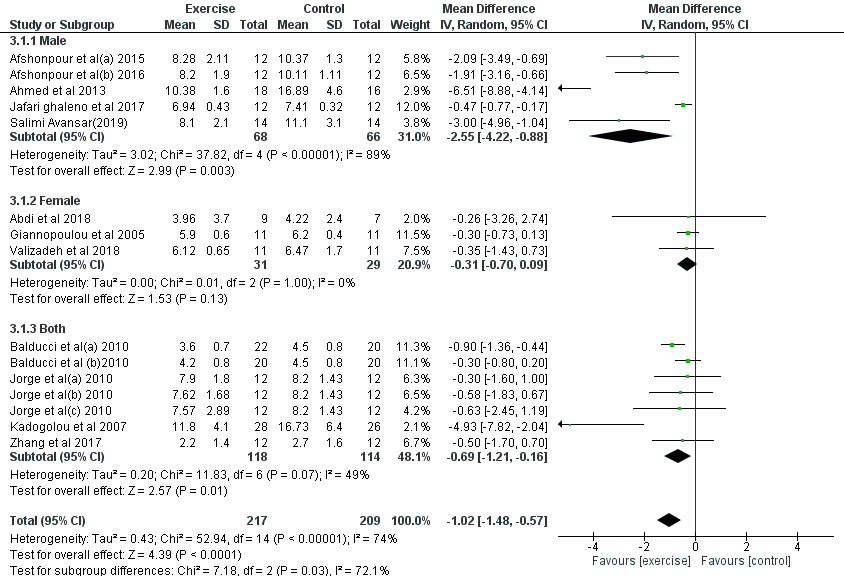 Exercise Control Mean Difference Mean Difference
Study or Subgroup Mean SD Total Mean SD Total Weight IV, Random, 95% CI IV, Random, 95% CI
3.1.1 Male
Afshonpour et al(a) 2015 8.28 2.11 12 10.37 1.3 12 5.8% -2.09 [-3.49, -0.69]
Afshonpour et al(b) 2016 8.2 1.9 12 10.11 1.11 12 6.5% -1.91 [-3.16, -0.66]
Ahmed et al 2013 10.38 1.6 18 16.89 4.6 16 2.9% -6.51 [-8.88, -4.14]
Jafari ghaleno et al 2017 6.94 0.43 12 7.41 0.32 12 12.0% -0.47 [-0.77, -0.17]
Salimi Avansar(2019) 8.1 2.1 14 11.1 3.1 14 3.8% -3.00 [-4.96, -1.04]
Subtotal (95% CI) 68 66 31.0% -2.55 [-4.22, -0.88]
Heterogeneity: Tau² = 3.02; Chi² = 37.82, df = 4 (P < 0.00001); I² = 89%
Test for overall effect: Z = 2.99 (P = 0.003)
3.1.2 Female
Abdi et al 2018 3.96 3.7 9 4.22 2.4 7 2.0% -0.26 [-3.26, 2.74]
Giannopoulou et al 2005 5.9 0.6 11 6.2 0.4 11 11.5% -0.30 [-0.73, 0.13]
Valizadeh et al 2018 6.12 0.65 11 6.47 1.7 11 7.5% -0.35 [-1.43, 0.73]
Subtotal (95% CI) 31 29 20.9% -0.31 [-0.70, 0.09]
Heterogeneity: Tau² = 0.00; Chi² = 0.01, df = 2 (P = 1.00); I² = 0%
Test for overall effect: Z = 1.53 (P = 0.13)
3.1.3 Both
Balducci et al(a) 2010 3.6 0.7 22 4.5 0.8 20 11.3% -0.90 [-1.36, -0.44]
Balducci et al (b)2010 4.2 0.8 20 4.5 0.8 20 11.1% -0.30 [-0.80, 0.20]
Jorge et al(a) 2010 7.9 1.8 12 8.2 1.43 12 6.3% -0.30 [-1.60, 1.00]
Jorge et al(b) 2010 7.62 1.68 12 8.2 1.43 12 6.6% -0.58 [-1.83, 0.67]
Jorge et al(c) 2010 7.57 2.89 12 8.2 1.43 12 4.2% -0.63 [-2.45, 1.19]
Kadogolou et al 2007 11.8 4.1 28 16.73 6.4 26 2.1% -4.93 [-7.82, -2.04]
Zhang et al 2017 2.2 1.4 12 2.7 1.6 12 6.7% -0.50 [-1.70, 0.70]
Subtotal (95% CI) 118 114 48.1% -0.69 [-1.21, -0.16]
Heterogeneity: Tau² = 0.20; Chi² = 11.83, df = 6 (P = 0.07); I² = 49%
Test for overall effect: Z = 2.57 (P = 0.01)
Total (95% CI) 217 209 100.0% -1.02 [-1.48, -0.57]
Heterogeneity: Tau² = 0.43; Chi² = 52.94, df = 14 (P < 0.00001); I² = 74%
Test for overall effect: Z = 4.39 (P < 0.0001)
Test for subgroup differences: Chi² = 7.18, df = 2 (P = 0.03), I² = 72.1%
-4 -2 0 2 4
Favours [exercise] Favours [control]